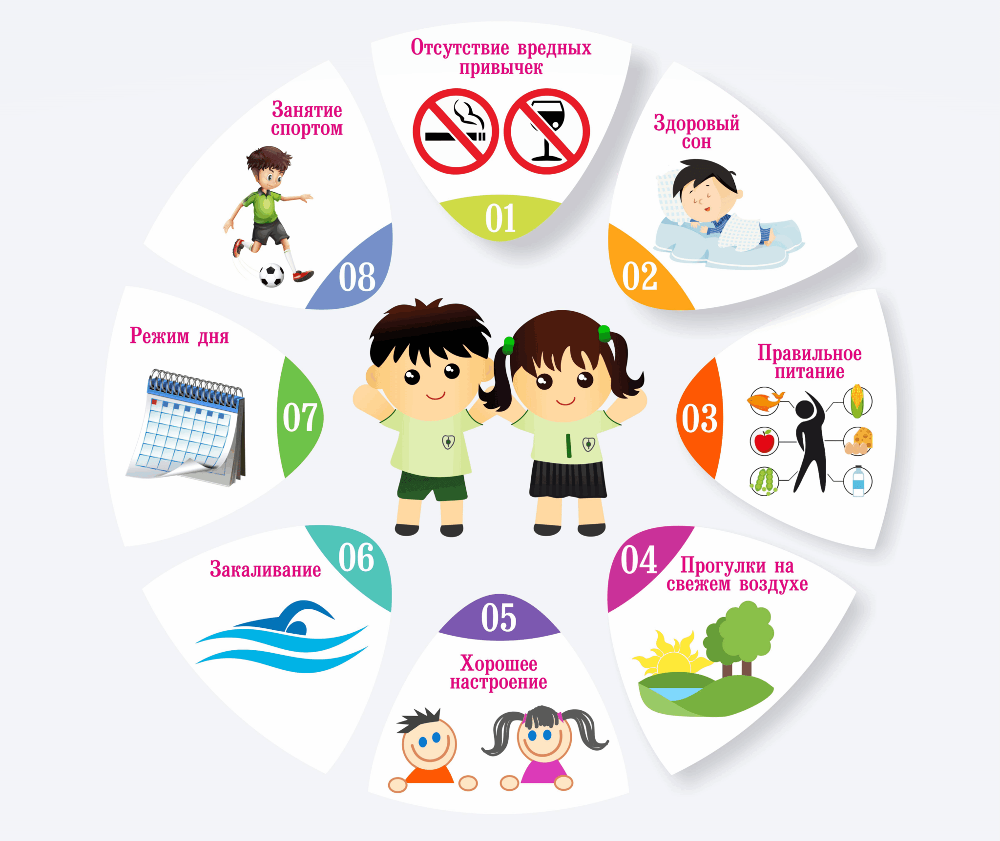 Отсутствие вредных
привычек
01
Здоровый
сон
02
Правильное
питание
03
04
Прогулки на
свежем воздухе
05
Хорошее
настроение
06
Закаливание
Режим дня
07
Занятие
спортом
08